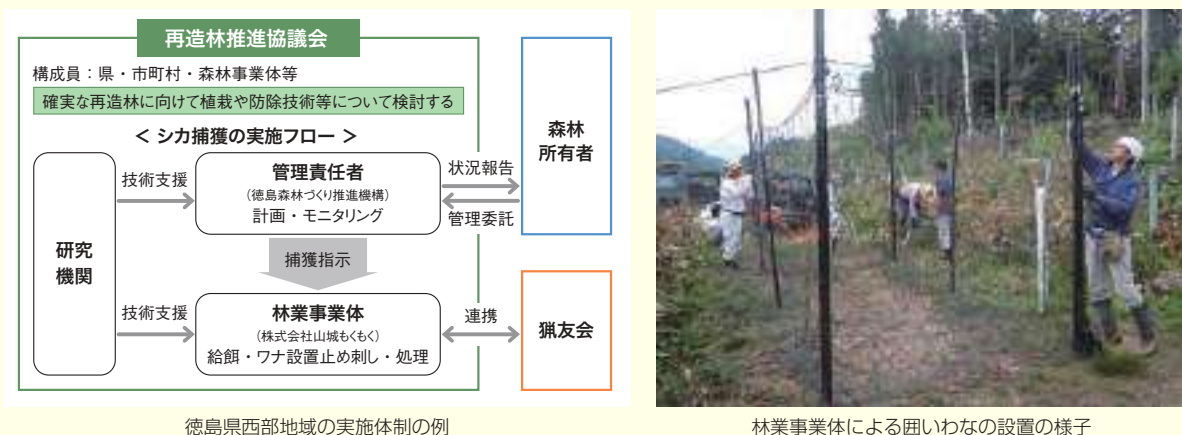 再造林推進協議会
構成員：県・市町村・森林事業体等
確実な再造林に向けて植栽や防除技術等について検討する
＜ シカ捕獲の実施フロー ＞
研究
機関
技術支援
管理責任者
（徳島森林づくり推進機構）
計画・モニタリング
状況報告
管理委託
森林
所有者
捕獲指示
技術支援
林業事業体
（株式会社山城もくもく）
給餌・ワナ設置止め刺し・処理
連携
猟友会
徳島県西部地域の実施体制の例
林業事業体による囲いわなの設置の様子